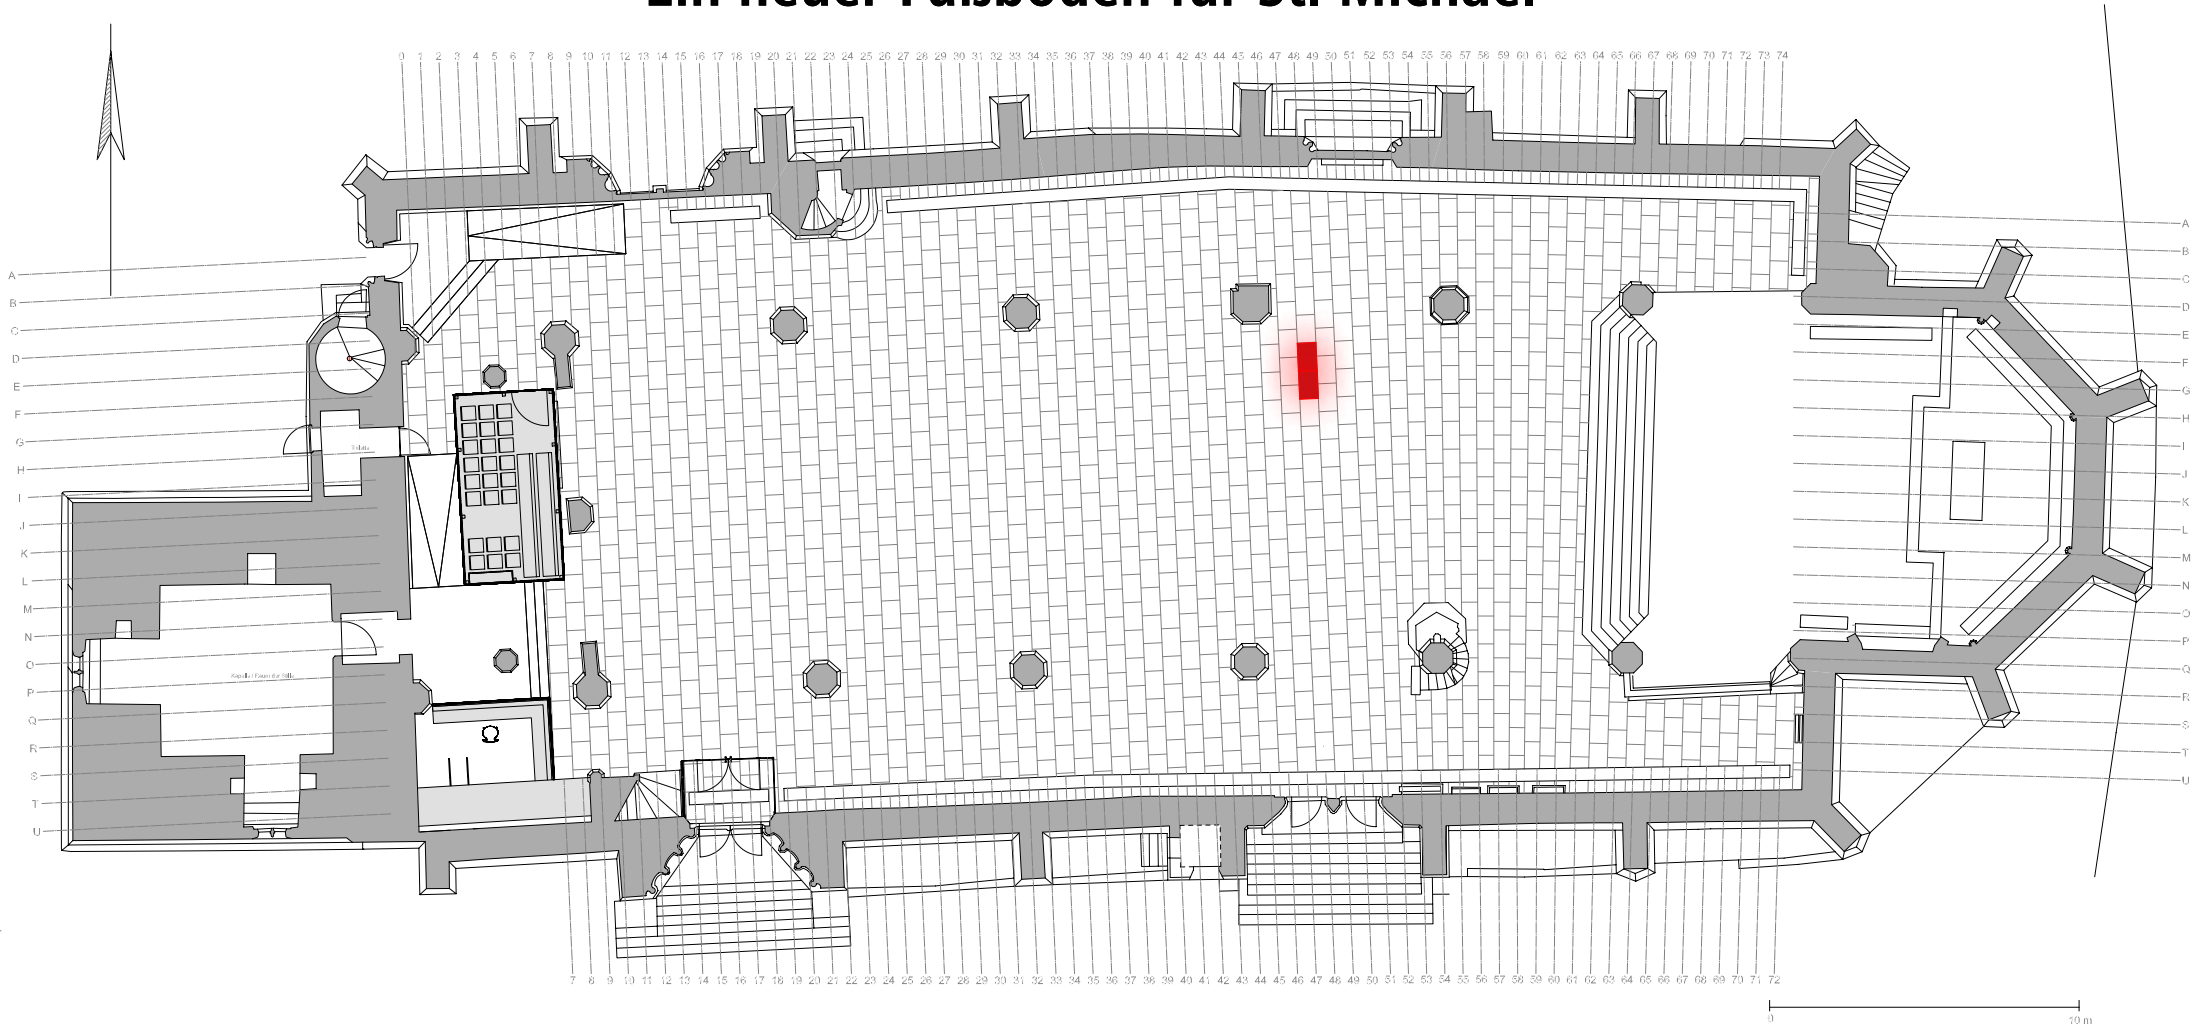 Ein neuer Fußboden für St. Michael
0 1 2 3 4 5 6 7 8 9 10 11 12 13 14 15 16 17 18 19 20 21 22 23 24 25 26 27 28 29 30 31 32 33 34 35 36 37 38 39 40 41 42 43 44 45 46 47 48 49 50 51 52 53 54 55 56 57 58 59 60 61 62 63 64 65 66 67 68 69 70 71 72 73 74
A
B
C
D
E
F
G
H
I
J
K
L
M
N
O
P
Q
R
S
T
U
A
B
C
D
E
F
G
H
I
J
K
L
M
N
O
P
Q
R
S
T
U
Kapelle / Raum der Stille
7 8 9 10 11 12 13 14 15 16 17 18 19 20 21 22 23 24 25 26 27 28 29 30 31 32 33 34 35 36 37 38 39 40 41 42 43 44 45 46 47 48 49 50 51 52 53 54 55 56 57 58 59 60 61 62 63 64 65 66 67 68 69 70 71 72
0 10 m